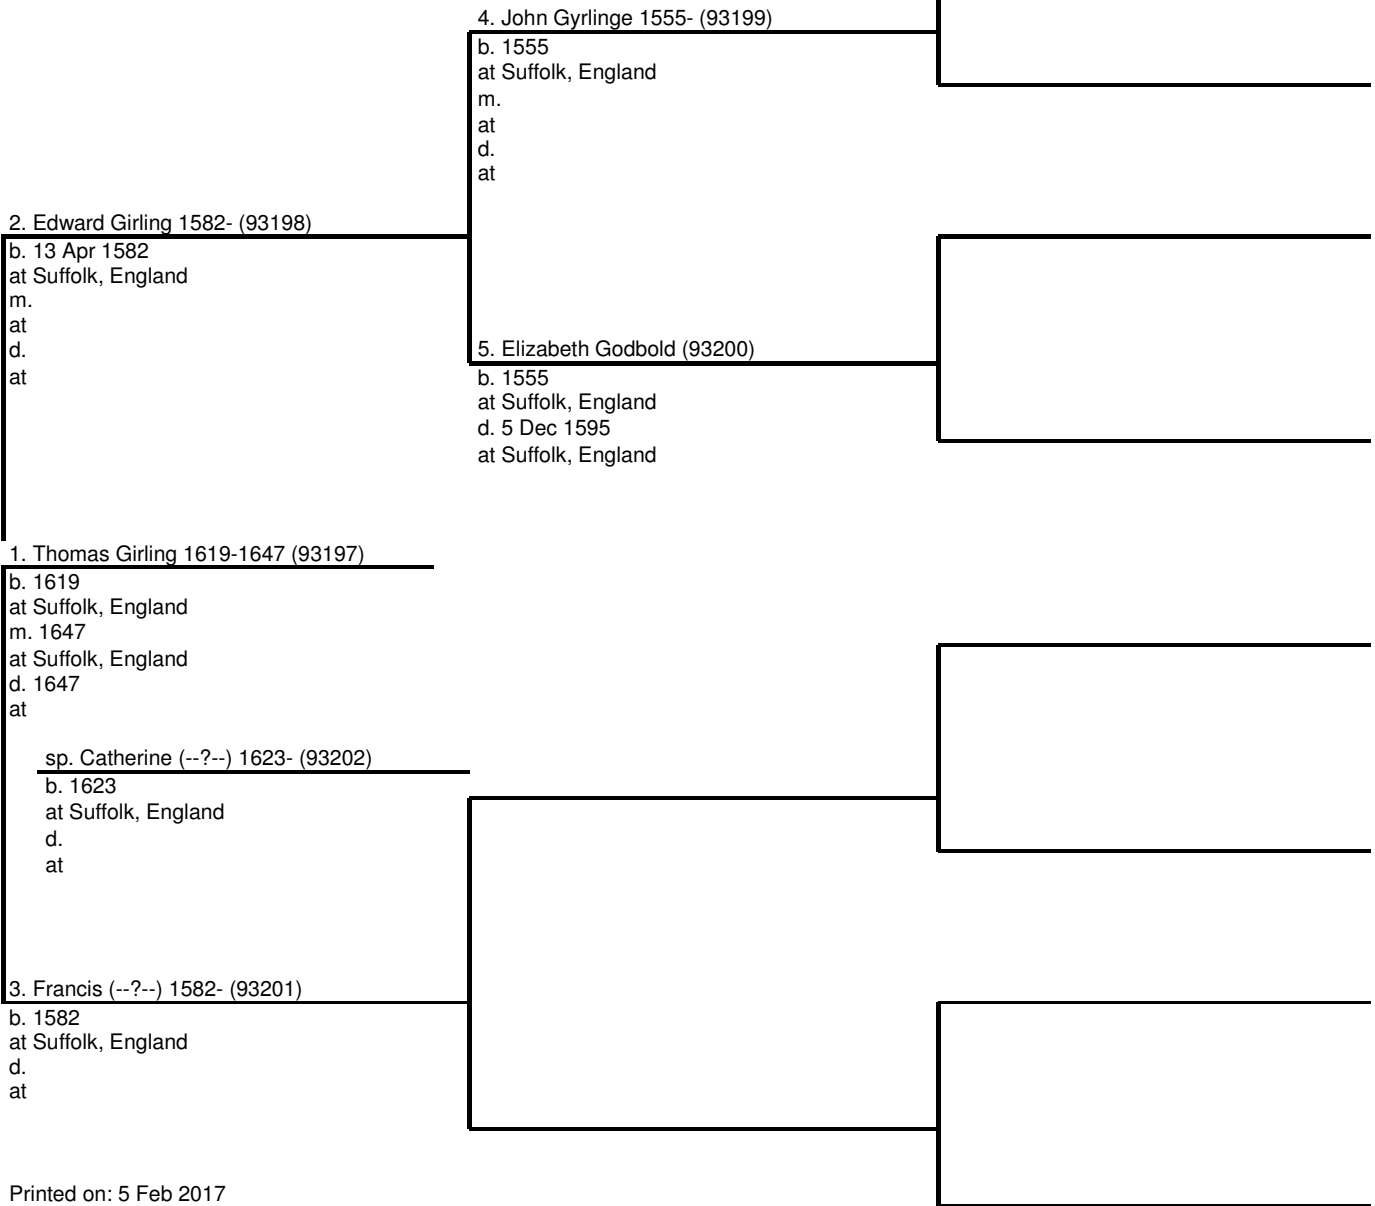 4. John Gyrlinge 1555- (93199)
b. 1555
at Suffolk, England
m.
at
d.
at
2. Edward Girling 1582- (93198)
b. 13 Apr 1582
at Suffolk, England
m.
at
d.
at
5. Elizabeth Godbold (93200)
b. 1555
at Suffolk, England
d. 5 Dec 1595
at Suffolk, England
1. Thomas Girling 1619-1647 (93197)
b. 1619
at Suffolk, England
m. 1647
at Suffolk, England
d. 1647
at
sp. Catherine (--?--) 1623- (93202)
b. 1623
at Suffolk, England
d.
at
3. Francis (--?--) 1582- (93201)
b. 1582
at Suffolk, England
d.
at
Printed on: 5 Feb 2017